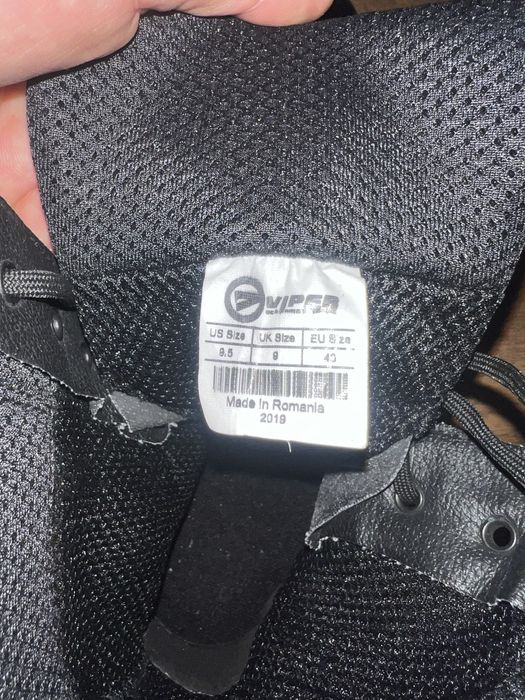 VIPER
US Size UK Size EU Size
9.5 9 43
Made in Romania
2019